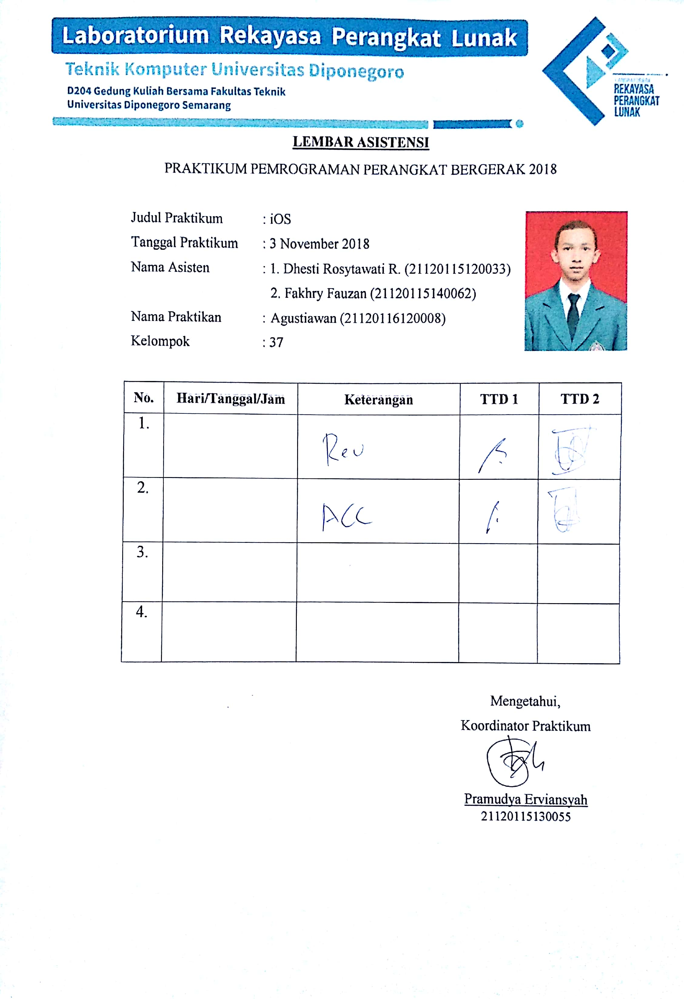 Laboratorium Rekayasa Perangkat Lunak
Teknik Komputer Universitas Diponegoro
D204 Gedung Kuliah Bersama Fakultas Teknik
Universitas Diponegoro Semarang
LABORATORIUM
REKAYASA
PERANGKAT
LUNAK
LEMBAR ASISTENSI
PRAKTIKUM PEMROGRAMAN PERANGKAT BERGERAK 2018
Judul Praktikum : iOS
Tanggal Praktikum : 3 November 2018
Nama Asisten : 1. Dhesti Rosytawati R. (21120115120033)
2. Fakhry Fauzan (21120115140062)
Nama Praktikan : Agustiawan (21120116120008)
Kelompok : 37
No. Hari/Tanggal/Jam Keterangan TTD 1 TTD 2
1. Rev
2. ACC
3.
4.
Mengetahui,
Koordinator Praktikum
Pramudya Erviansyah
21120115130055